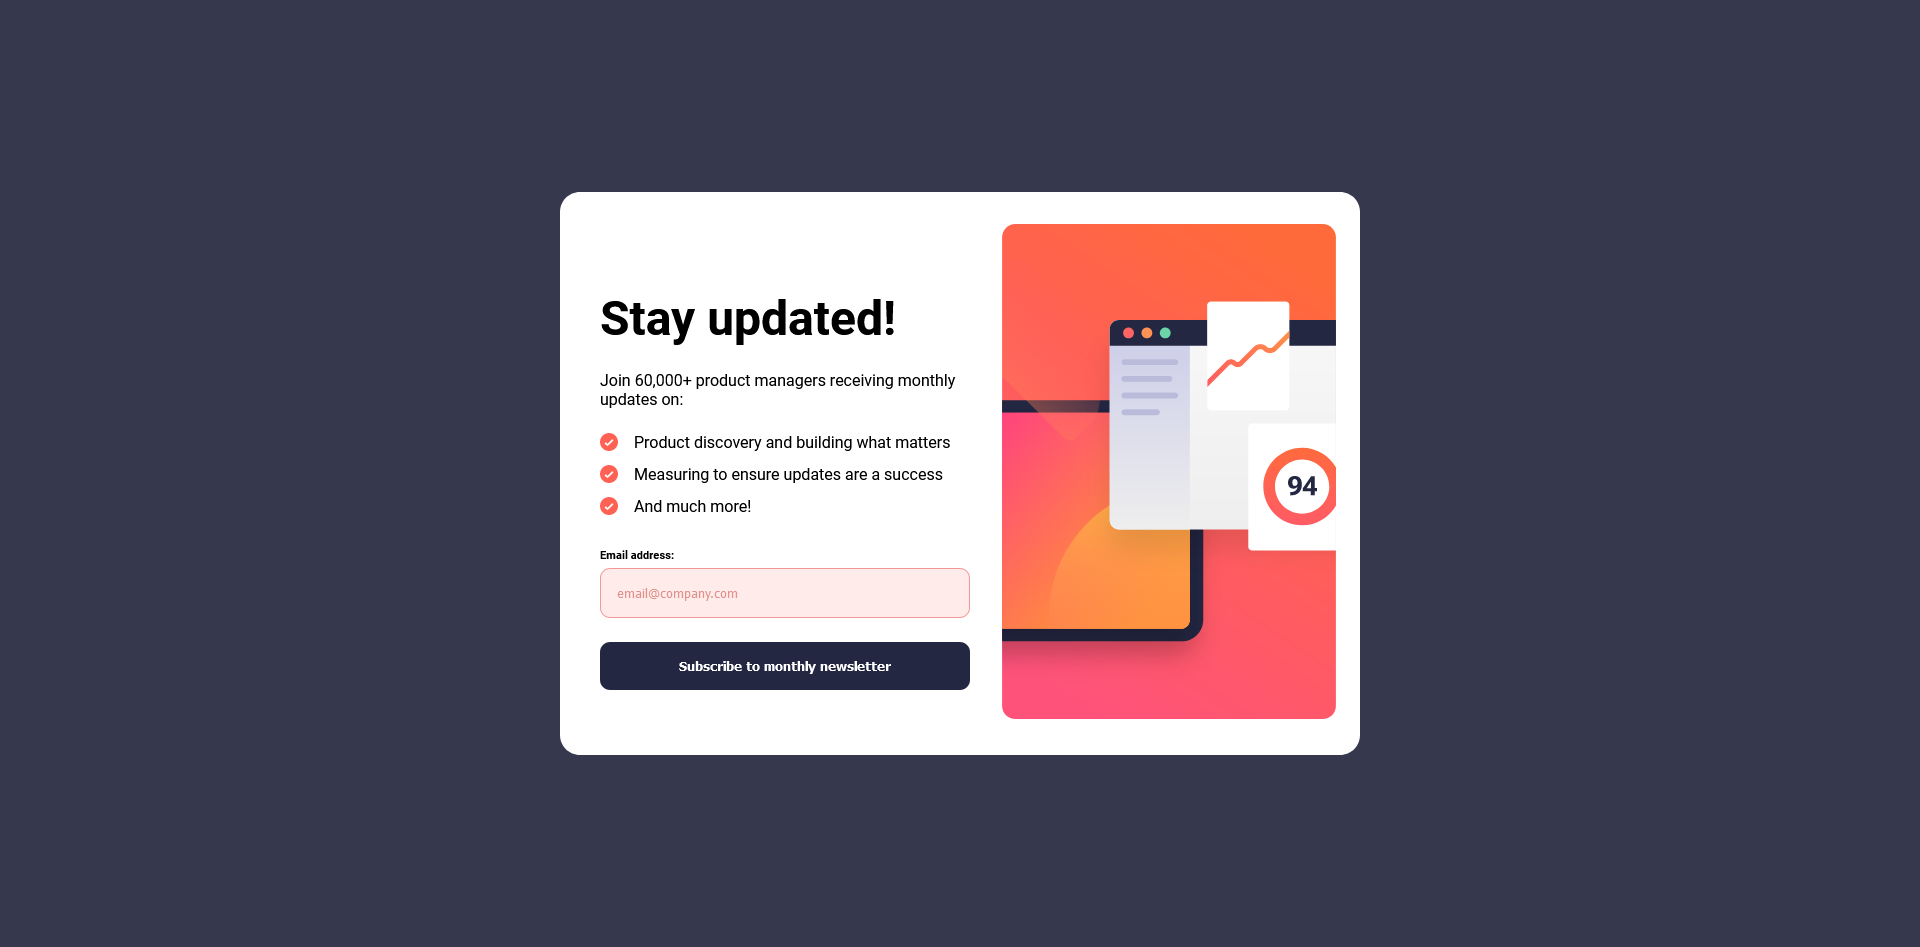 Stay updated!
Join 60,000+ product managers receiving monthly
updates on:
Product discovery and building what matters
Measuring to ensure updates are a success
And much more!
Email address:
email@company.com
Subscribe to monthly newsletter
94